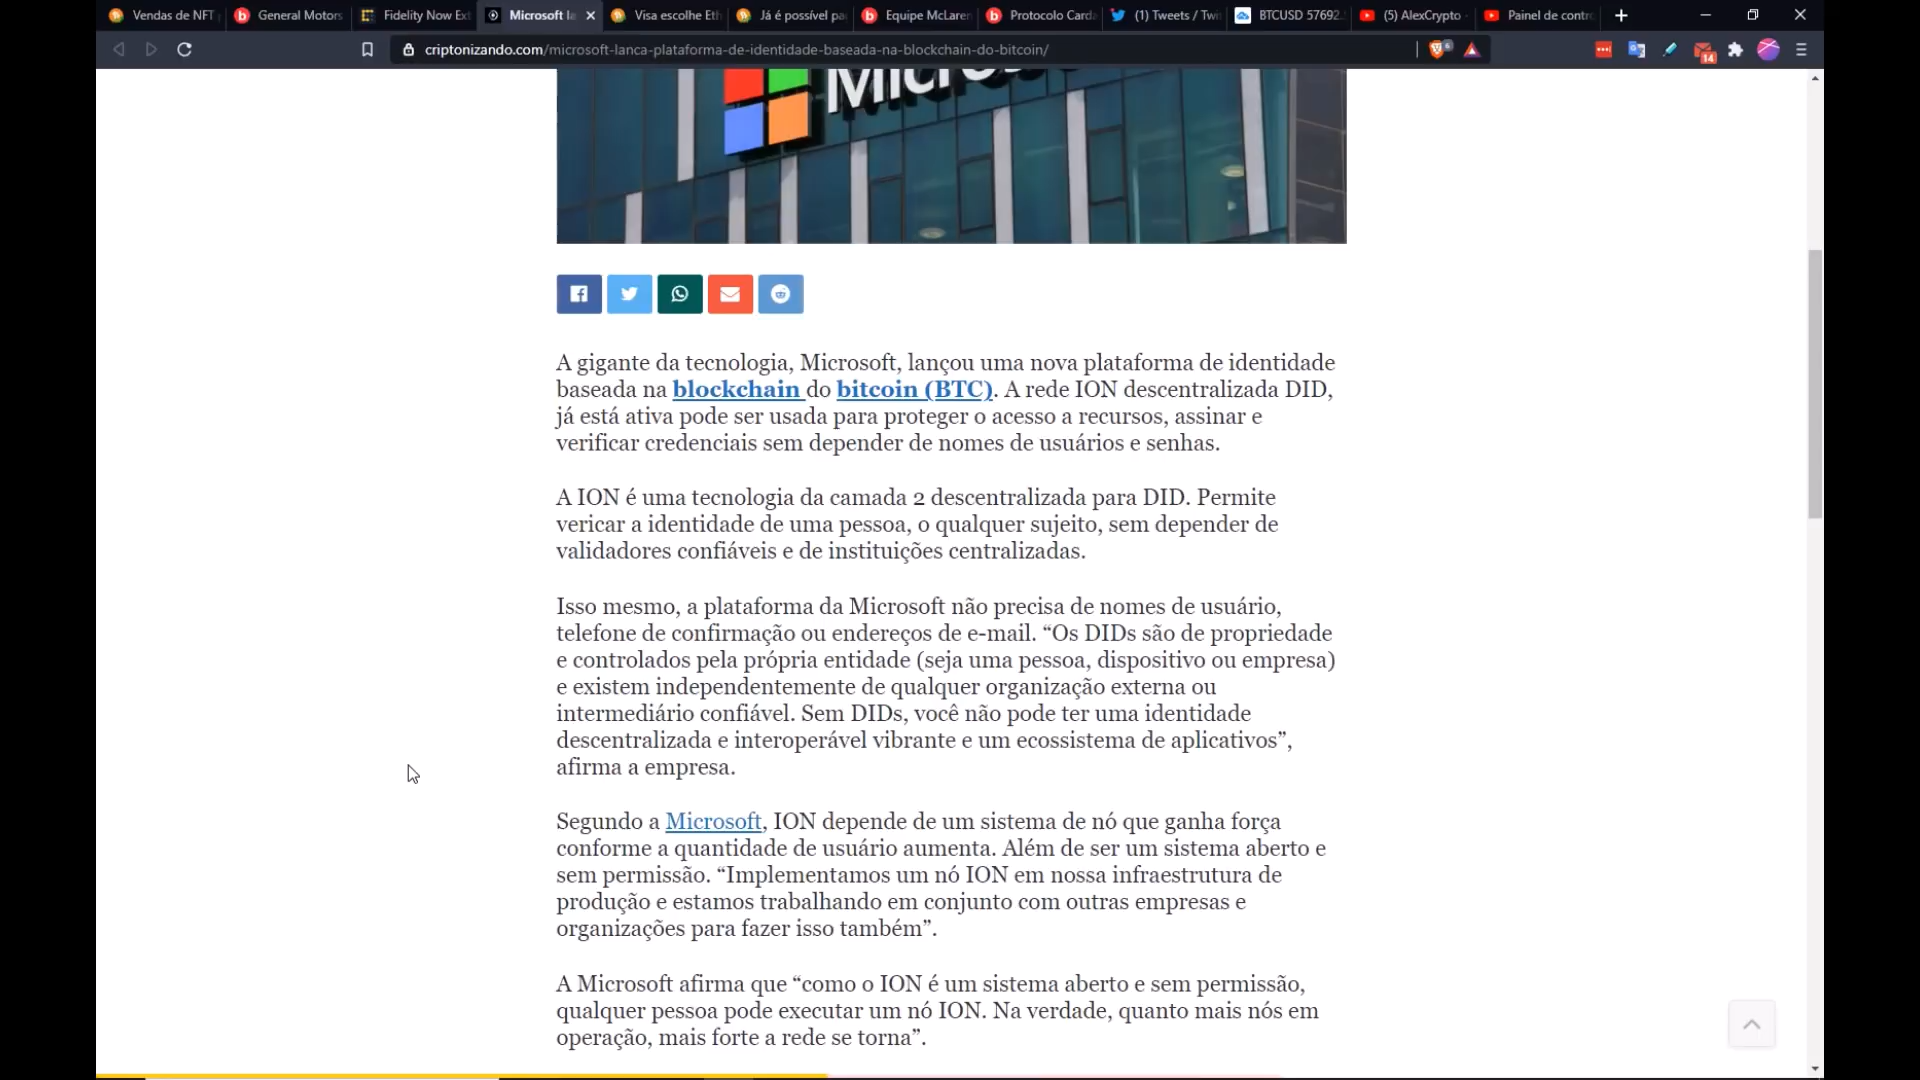 Vendas de NFT
General Motors
Fidelity Now Ext
Microsoft la
Visa escolhe Eth
Já é possível pa
Equipe McLaren
Protocolo Carda
(1) Tweets / Twi
BTCUSD 57692.
(5) AlexCrypto
Painel de contro
criptonizando.com/microsoft-lanca-plataforma-de-identidade-baseada-na-blockchain-do-bitcoin/
6
14
Microso
A gigante da tecnologia, Microsoft, lançou uma nova plataforma de identidade
baseada na blockchain do bitcoin (BTC). A rede ION descentralizada DID,
já está ativa pode ser usada para proteger o acesso a recursos, assinar e
verificar credenciais sem depender de nomes de usuários e senhas.
A ION é uma tecnologia da camada 2 descentralizada para DID. Permite
vericar a identidade de uma pessoa, o qualquer sujeito, sem depender de
validadores confiáveis e de instituições centralizadas.
Isso mesmo, a plataforma da Microsoft não precisa de nomes de usuário,
telefone de confirmação ou endereços de e-mail. “Os DIDs são de propriedade
e controlados pela própria entidade (seja uma pessoa, dispositivo ou empresa)
e existem independentemente de qualquer organização externa ou
intermediário confiável. Sem DIDs, você não pode ter uma identidade
descentralizada e interoperável vibrante e um ecossistema de aplicativos”,
afirma a empresa.
Segundo a Microsoft, ION depende de um sistema de nó que ganha força
conforme a quantidade de usuário aumenta. Além de ser um sistema aberto e
sem permissão. “Implementamos um nó ION em nossa infraestrutura de
produção e estamos trabalhando em conjunto com outras empresas e
organizações para fazer isso também”.
A Microsoft afirma que “como o ION é um sistema aberto e sem permissão,
qualquer pessoa pode executar um nó ION. Na verdade, quanto mais nós em
operação, mais forte a rede se torna”.